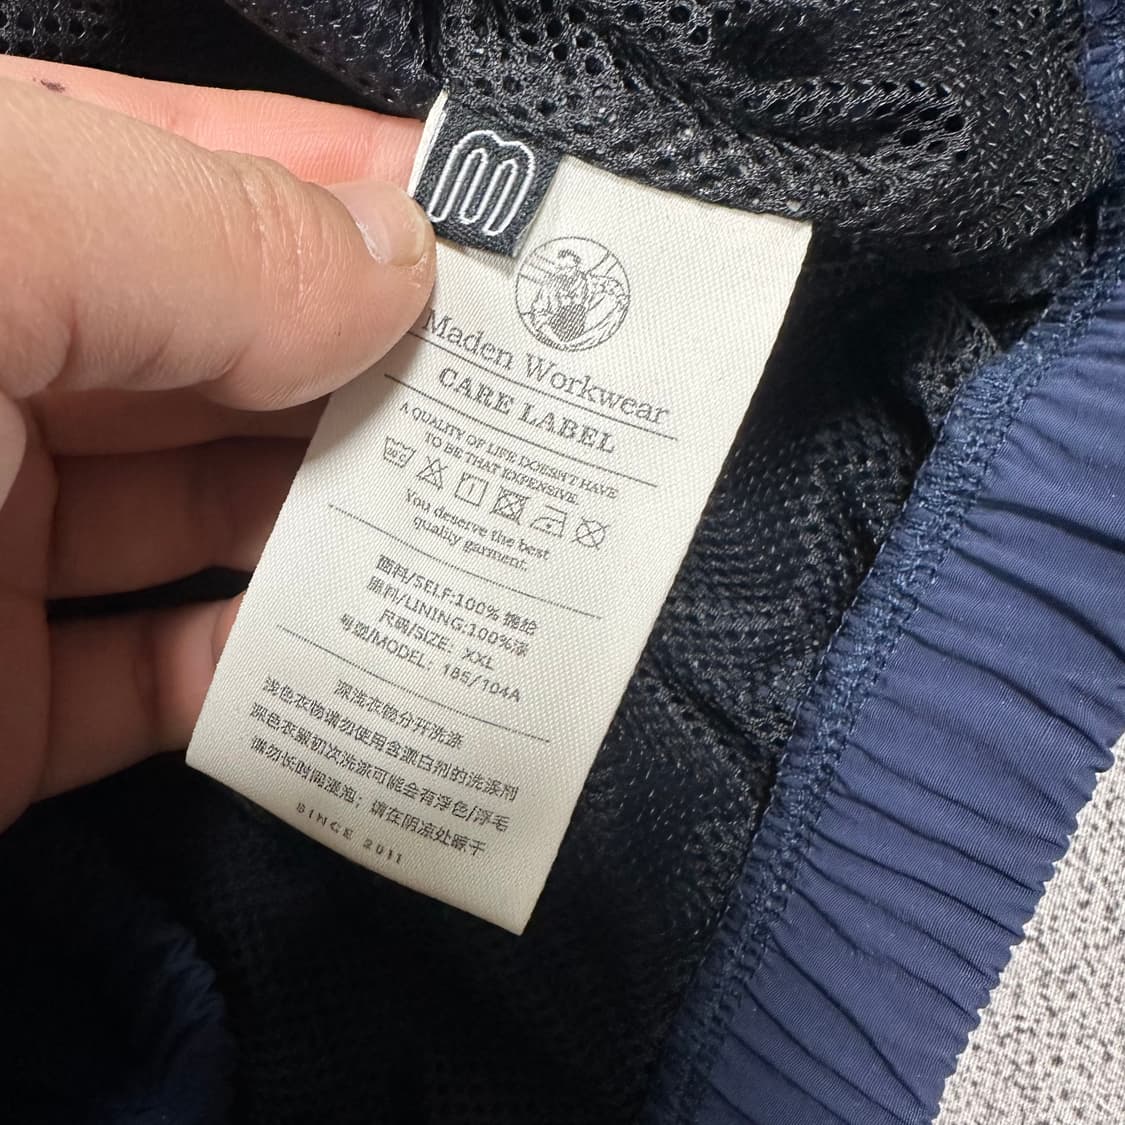 Maden Workwear
CARE LABEL
A QUALITY OF LIFE DOESN'T HAVE
TO BE THAT EXPENSIVE.
30°C
You deserve the best
quality garment.
面料/SELF:100% 锦纶
里料/LINING:100%涤
尺码/SIZE: XXL
号型/MODEL: 185/104A
深浅衣物分开洗涤
浅色衣物请勿使用含漂白剂的洗涤剂
深色衣服初次洗涤可能会有浮色/浮毛
请勿长时间浸泡; 请在阴凉处晾干
SINCE 2011